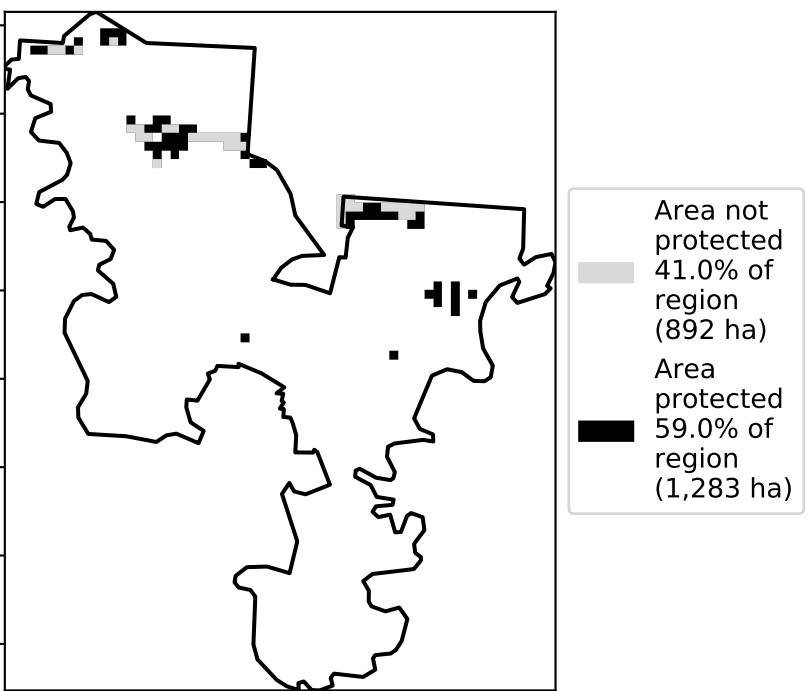 Area not
protected
41.0% of
region
(892 ha)
Area
protected
59.0% of
region
(1,283 ha)